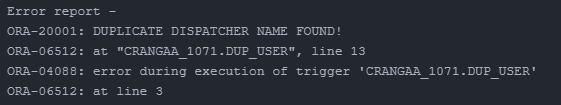 Error report -
ORA-20001: DUPLICATE DISPATCHER NAME FOUND!
ORA-06512: at "CRANGAA_1071.DUP_USER", line 13
ORA-04088: error during execution of trigger 'CRANGAA_1071.DUP_USER'
ORA-06512: at line 3